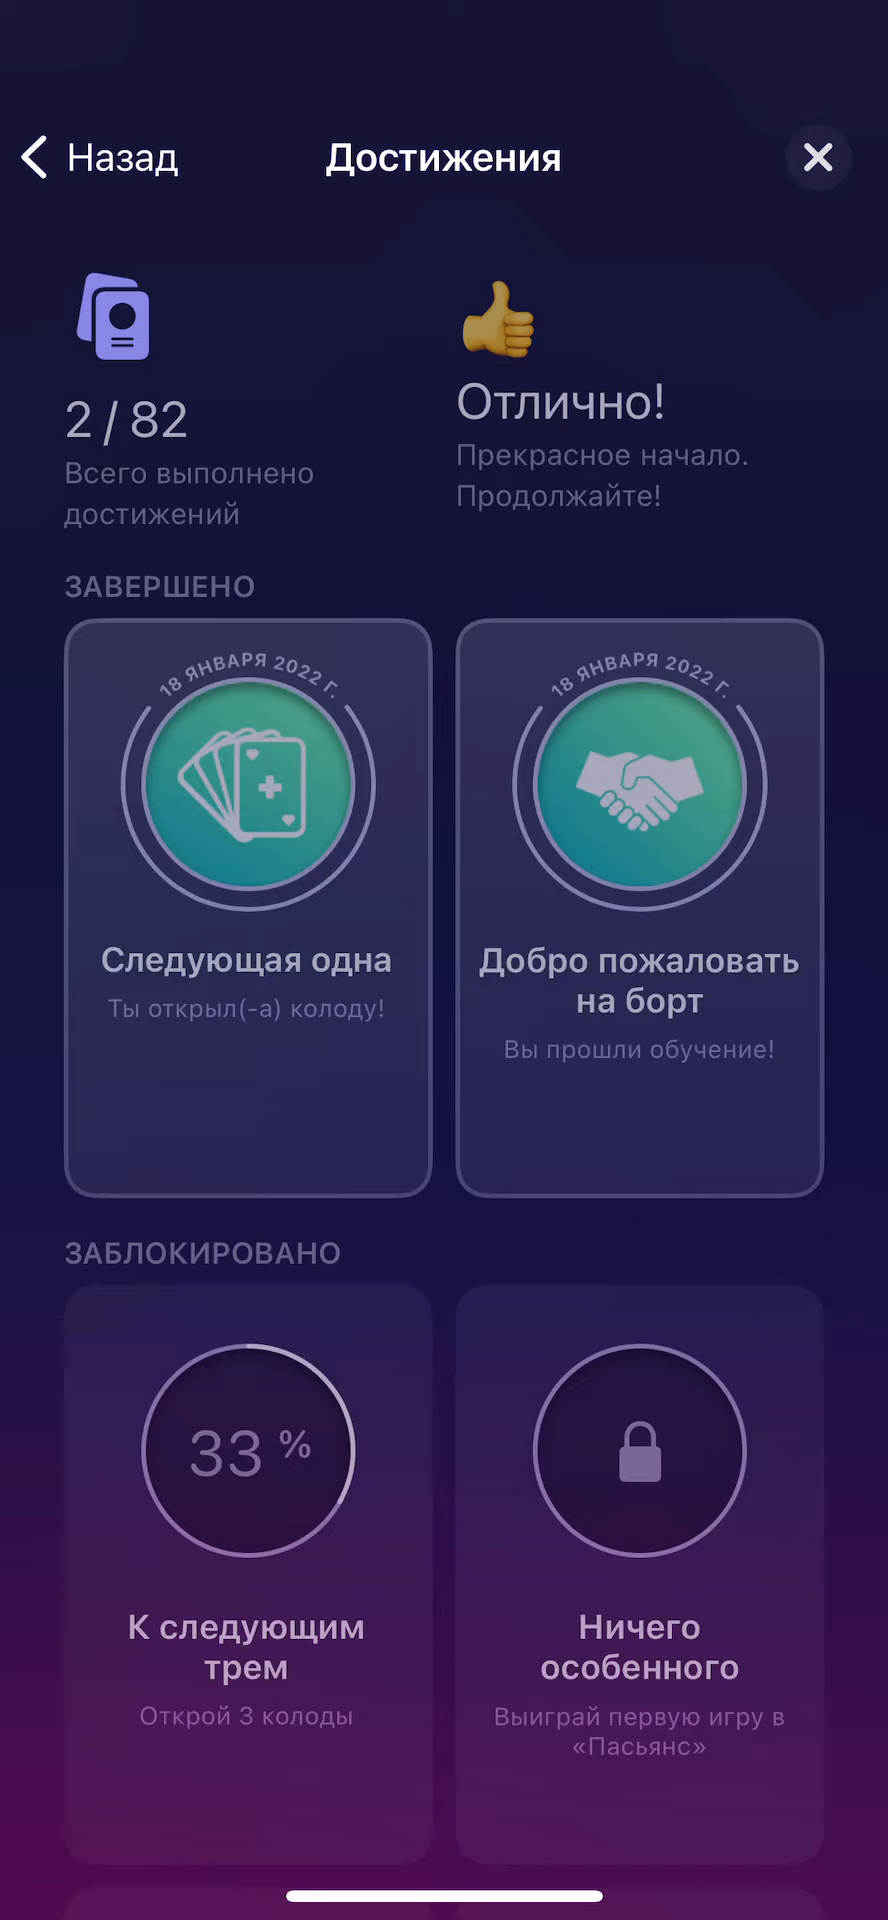 Назад
Достижения
2 / 82
Всего выполнено
достижений
Отлично!
Прекрасное начало.
Продолжайте!
ЗАВЕРШЕНО
18 ЯНВАРЯ 2022 Г.
Следующая одна
Ты открыл(-а) колоду!
18 ЯНВАРЯ 2022 Г.
Добро пожаловать
на борт
Вы прошли обучение!
ЗАБЛОКИРОВАНО
33 %
К следующим
трем
Открой 3 колоды
Ничего
особенного
Выиграй первую игру в
«Пасьянс»